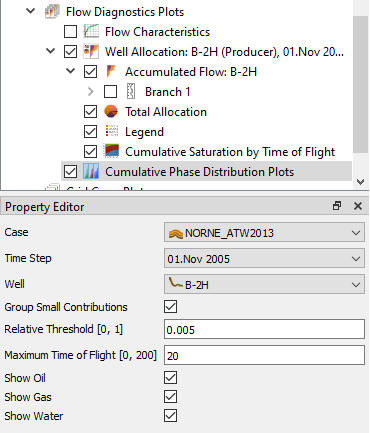 Flow Diagnostics Plots
Flow Characteristics
Well Allocation: B-2H (Producer), 01.Nov 20...
Accumulated Flow: B-2H
Branch 1
Total Allocation
Legend
Cumulative Saturation by Time of Flight
Cumulative Phase Distribution Plots
Property Editor
Case NORNE_ATW2013
Time Step 01.Nov 2005
Well B-2H
Group Small Contributions
Relative Threshold [0, 1] 0.005
Maximum Time of Flight [0, 200] 20
Show Oil
Show Gas
Show Water